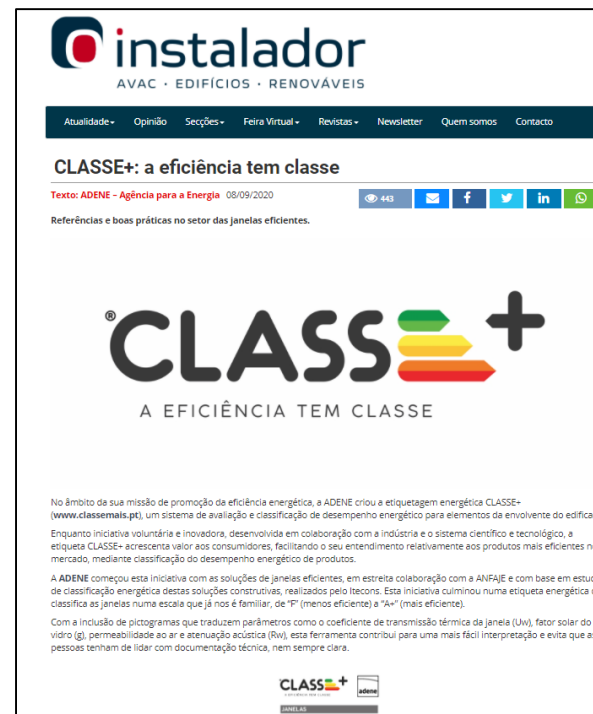 instalador
AVAC · EDIFÍCIOS · RENOVÁVEIS
Atualidade Opinião Secções Feira Virtual Revistas Newsletter Quem somos Contacto
CLASSE+: a eficiência tem classe
Texto: ADENE – Agência para a Energia 08/09/2020
443
Referências e boas práticas no setor das janelas eficientes.
®CLASSE+
A EFICIÊNCIA TEM CLASSE
No âmbito da sua missão de promoção da eficiência energética, a ADENE criou a etiquetagem energética CLASSE+
(www.classemais.pt), um sistema de avaliação e classificação de desempenho energético para elementos da envolvente do
Enquanto iniciativa voluntária e inovadora, desenvolvida em colaboração com a indústria e o sistema científico e tecnológico, a
etiqueta CLASSE+ acrescenta valor aos consumidores, facilitando o seu entendimento relativamente aos produtos mais eficientes
mercado, mediante classificação do desempenho energético de produtos.
A ADENE começou esta iniciativa com as soluções de janelas eficientes, em estreita colaboração com a ANFAJE e com base em
de classificação energética destas soluções construtivas, realizados pelo Itecons. Esta iniciativa culminou numa etiqueta energética
classifica as janelas numa escala que já nos é familiar, de “F” (menos eficiente) a “A+” (mais eficiente).
Com a inclusão de pictogramas que traduzem parâmetros como o coeficiente de transmissão térmica da janela (Uw), fator solar do
vidro (g), permeabilidade ao ar e atenuação acústica (Rw), esta ferramenta contribui para uma mais fácil interpretação e evita que
pessoas tenham de lidar com documentação técnica, nem sempre clara.
CLASSE+ adene
JANELAS